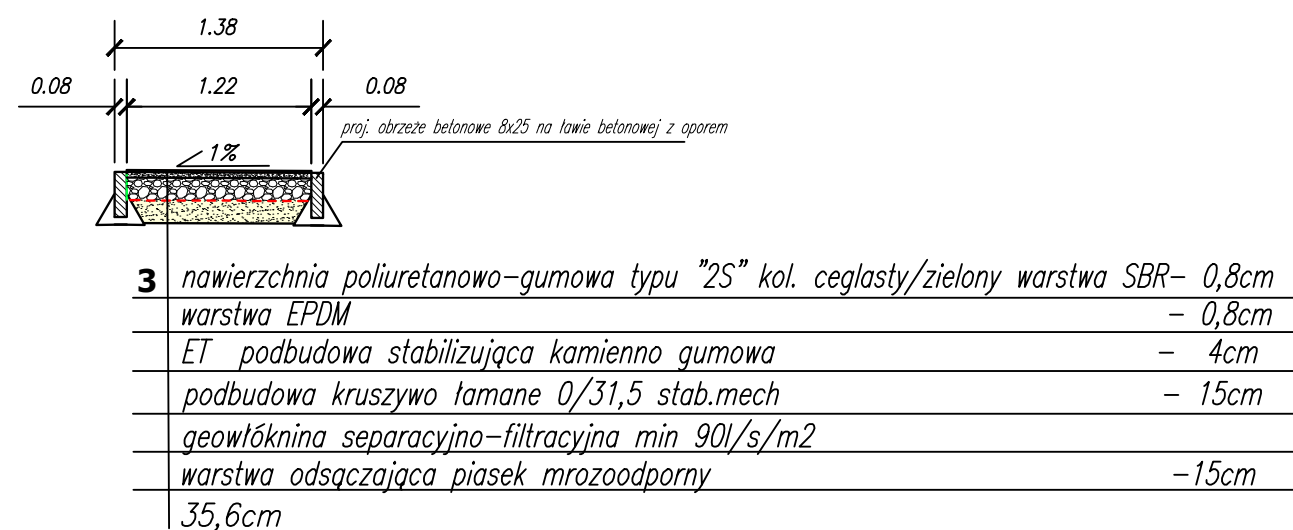 1.38
0.08 1.22 0.08
proj. obrzeże betonowe 8x25 na ławie betonowej z oporem
1%
3 nawierzchnia poliuretanowo-gumowa typu "2S" kol. ceglasty/zielony warstwa SBR- 0,8cm
warstwa EPDM - 0,8cm
ET podbudowa stabilizująca kamienno gumowa - 4cm
podbudowa kruszywo łamane 0/31,5 stab.mech - 15cm
geowłóknina separacyjno-filtracyjna min 90l/s/m2
warstwa odsączająca piasek mrozoodporny -15cm
35,6cm